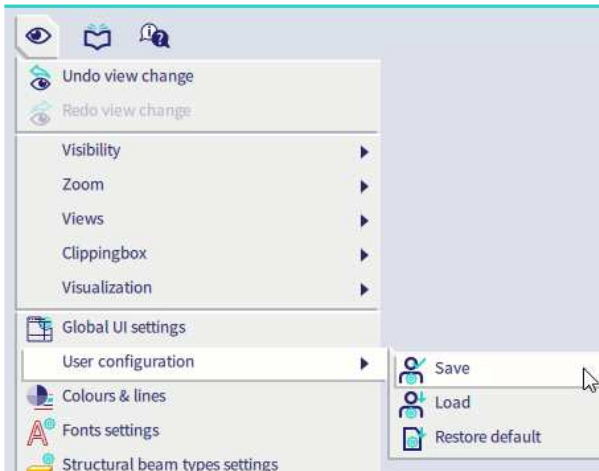 Undo view change
Redo view change
Visibility
Zoom
Views
Clippingbox
Visualization
Global UI settings
User configuration
Save
Colours & lines
Load
Fonts settings
Restore default
Structural beam types settings